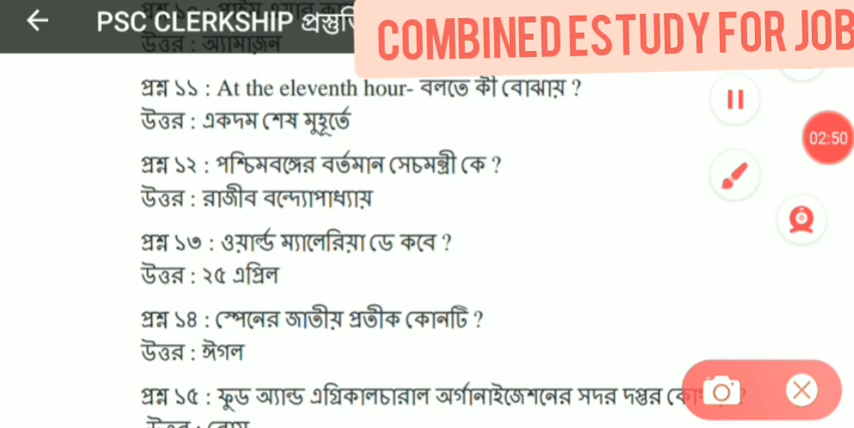 PSC CLERKSHIP প্রস্তুতি
COMBINED ESTUDY FOR JOB
উত্তর : অ্যামাজন
প্রশ্ন ১১ : At the eleventh hour- বলতে কী বোঝায় ?
উত্তর : একদম শেষ মুহূর্তে
প্রশ্ন ১২ : পশ্চিমবঙ্গের বর্তমান সেচমন্ত্রী কে ?
উত্তর : রাজীব বন্দ্যোপাধ্যায়
প্রশ্ন ১৩ : ওয়ার্ল্ড ম্যালেরিয়া ডে কবে ?
উত্তর : ২৫ এপ্রিল
প্রশ্ন ১৪ : স্পেনের জাতীয় প্রতীক কোনটি ?
উত্তর : ঈগল
প্রশ্ন ১৫ : ফুড অ্যান্ড এগ্রিকালচারাল অর্গানাইজেশনের সদর দপ্তর ?
02:50